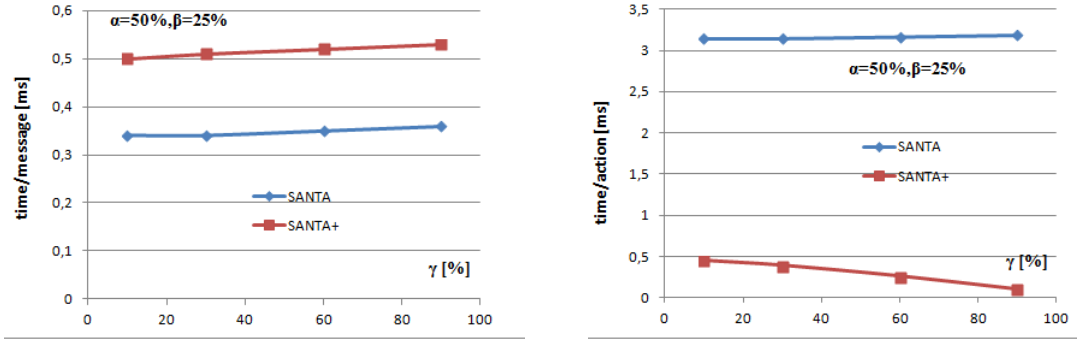 α=50%,β=25%
time/message [ms]
0,6
0,5
0,4
0,3
0,2
0,1
0
SANTA
SANTA+
γ [%]
0 20 40 60 80 100
time/action [ms]
3,5
3
2,5
2
1,5
1
0,5
0
α=50%,β=25%
SANTA
SANTA+
γ [%]
0 20 40 60 80 100